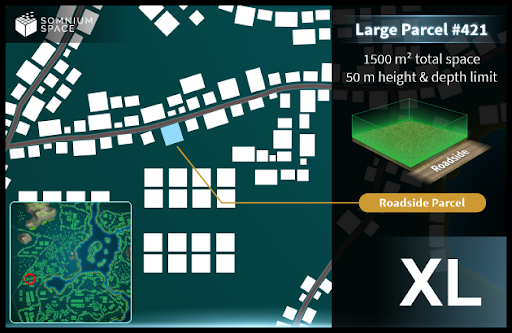 SOMNIUM
SPACE
Large Parcel #421
1500 m² total space
50 m height & depth limit
Roadside
Roadside Parcel
XL